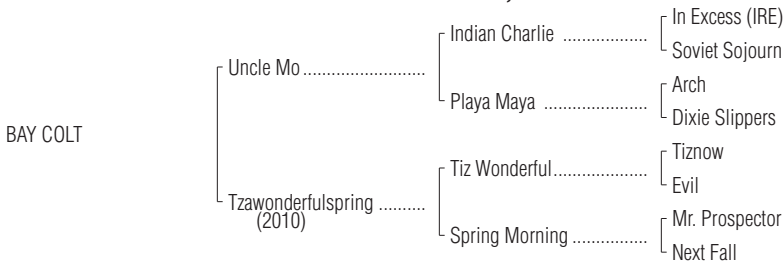 In Excess (IRE)
Indian Charlie ..................
Soviet Sojourn
Uncle Mo ..........................
Arch
Playa Maya ......................
Dixie Slippers
BAY COLT
Tiznow
Tiz Wonderful....................
Evil
Tzawonderfulspring ..........
(2010)
Mr. Prospector
Spring Morning ................
Next Fall